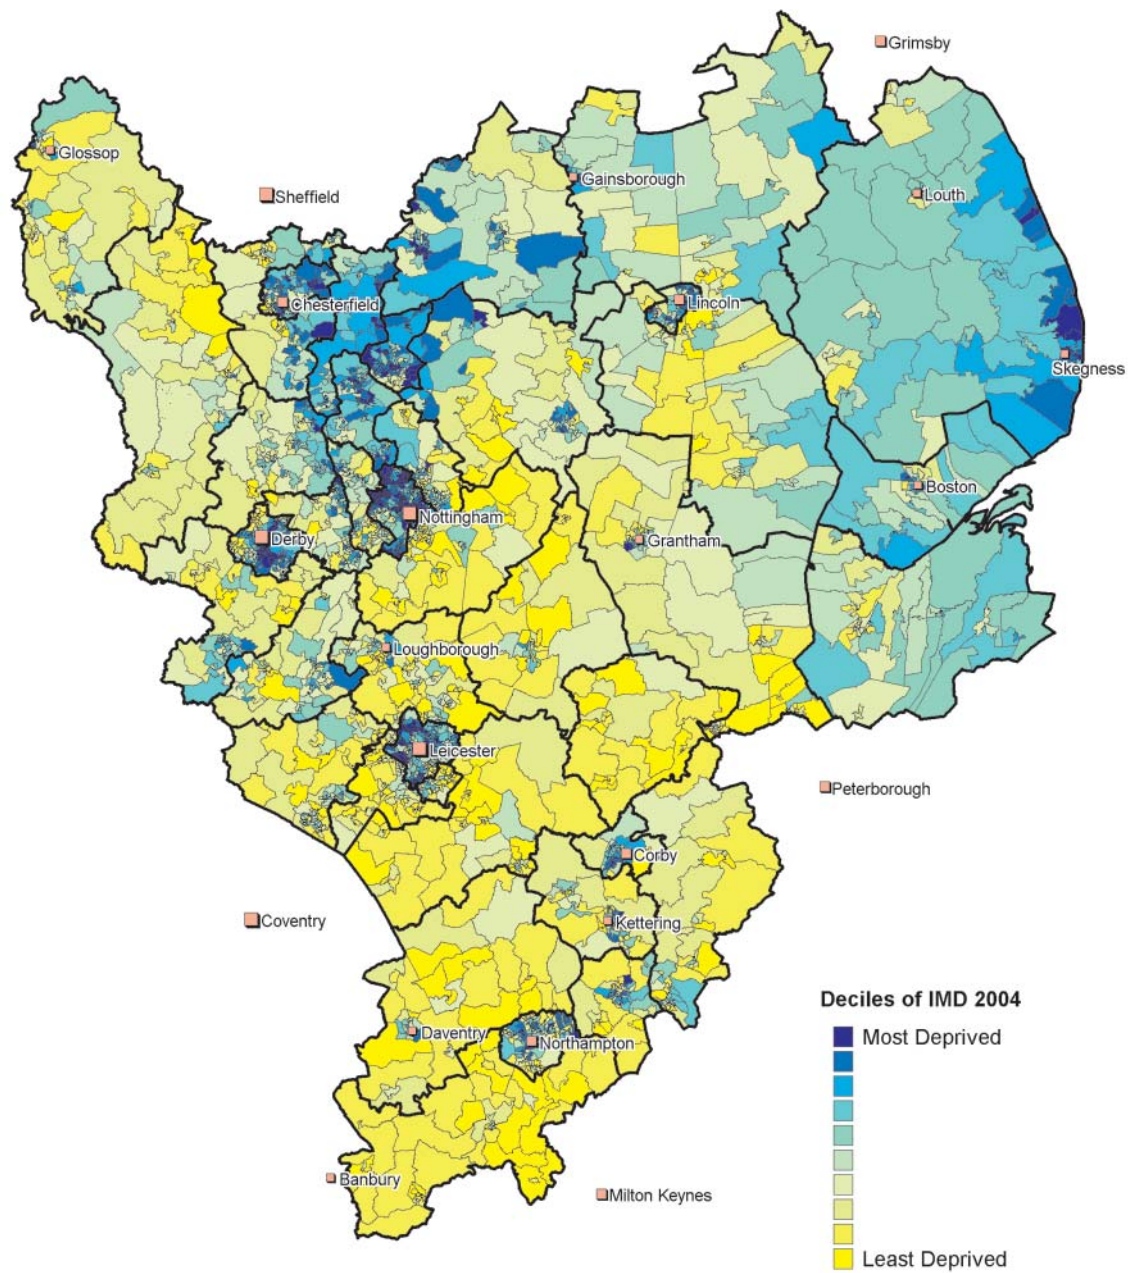 Grimsby
Glossop
Gainsborough
Sheffield
Louth
Chesterfield
Lincoln
Skegness
Boston
Nottingham
Derby
Grantham
Loughborough
Leicester
Peterborough
Corby
Coventry
Kettering
Deciles of IMD 2004
Most Deprived
Daventry
Northampton
Banbury
Milton Keynes
Least Deprived